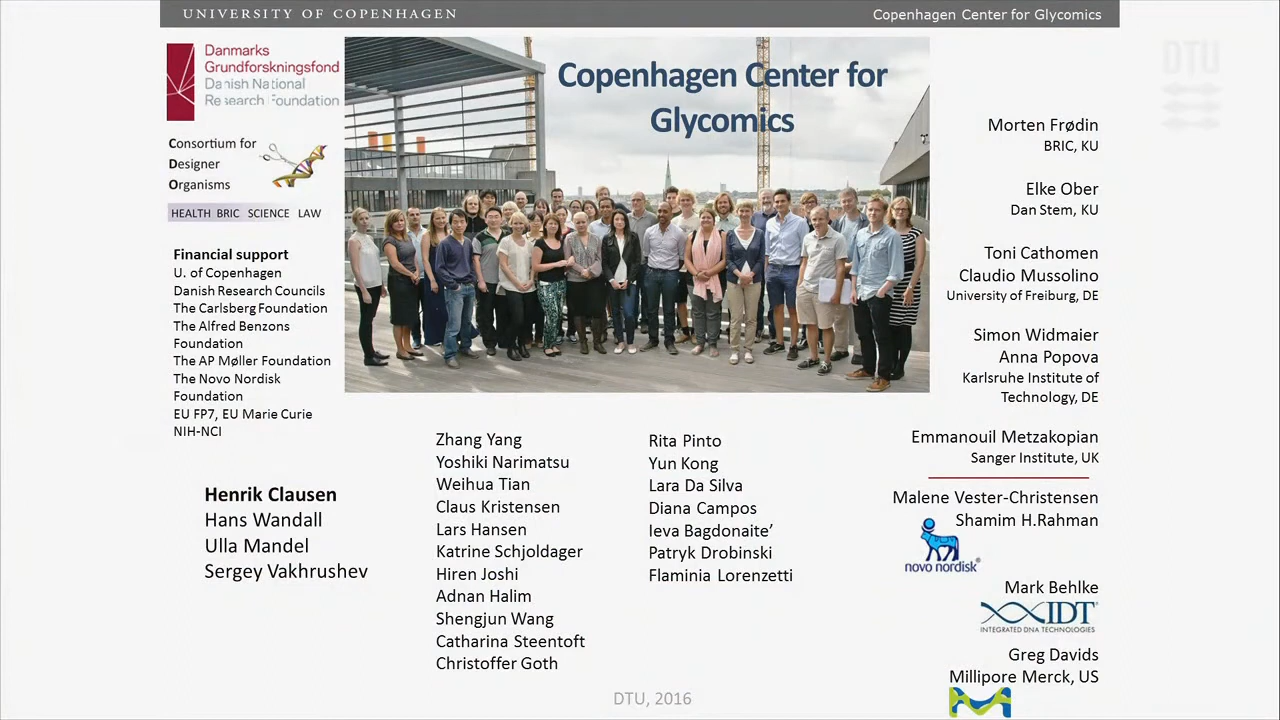 UNIVERSITY OF COPENHAGEN
Copenhagen Center for Glycomics
DTU
Danmarks
Grundforskningsfond
Danish National
Research Foundation
Consortium for
Designer
Organisms
HEALTH BRIC SCIENCE LAW
Financial support
U. of Copenhagen
Danish Research Councils
The Carlsberg Foundation
The Alfred Benzons
Foundation
The AP Møller Foundation
The Novo Nordisk
Foundation
EU FP7, EU Marie Curie
NIH-NCI
Copenhagen Center for
Glycomics
Henrik Clausen
Hans Wandall
Ulla Mandel
Sergey Vakhrushev
Zhang Yang
Yoshiki Narimatsu
Weihua Tian
Claus Kristensen
Lars Hansen
Katrine Schjoldager
Hiren Joshi
Adnan Halim
Shengjun Wang
Catharina Steentoft
Christoffer Goth
Rita Pinto
Yun Kong
Lara Da Silva
Diana Campos
Ieva Bagdonaite’
Patryk Drobinski
Flaminia Lorenzetti
Morten Frødin
BRIC, KU
Elke Ober
Dan Stem, KU
Toni Cathomen
Claudio Mussolino
University of Freiburg, DE
Simon Widmaier
Anna Popova
Karlsruhe Institute of
Technology, DE
Emmanouil Metzakopian
Sanger Institute, UK
Malene Vester-Christensen
Shamim H.Rahman
novo nordisk®
Mark Behlke
IDT
INTEGRATED DNA TECHNOLOGIES
Greg Davids
Millipore Merck, US
DTU, 2016